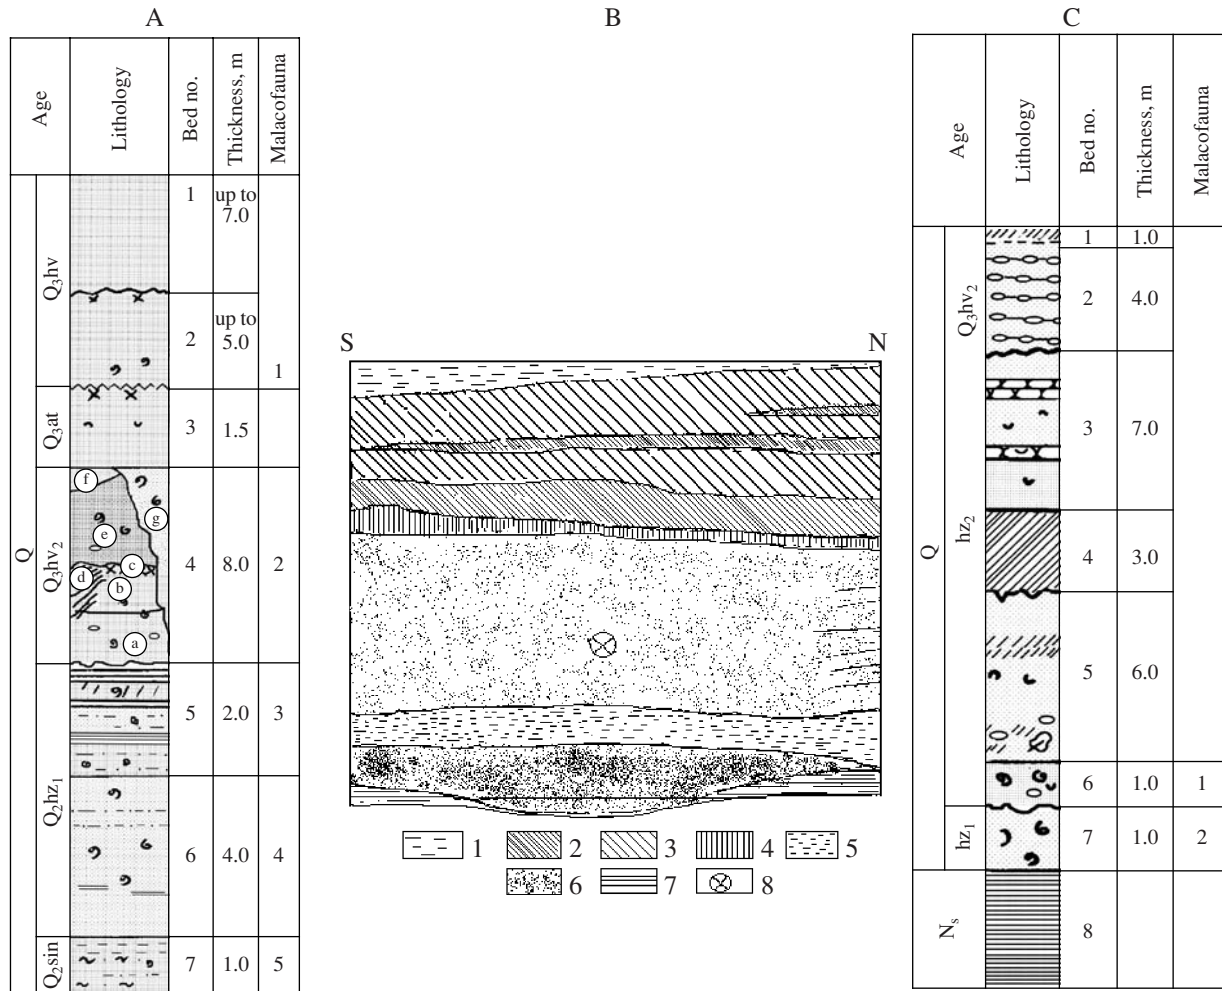 A
B
C
Age
Lithology
Bed no.
Thickness, m
Malacofauna
Q
Q₃hv
1
up to
7.0
2
up to
5.0
1
Q₃at
3
1.5
Q₃hv₂
f
g
e
c
d
b
a
4
8.0
2
Q₂hz₁
5
2.0
3
6
4.0
4
Q₂sin
7
1.0
5
S
N
1
2
3
4
5
6
7
8
Age
Lithology
Bed no.
Thickness, m
Malacofauna
Q
Q₃hv₂
1
1.0
2
4.0
hz₂
3
7.0
4
3.0
5
6.0
6
1.0
1
hz₁
7
1.0
2
Nₛ
8